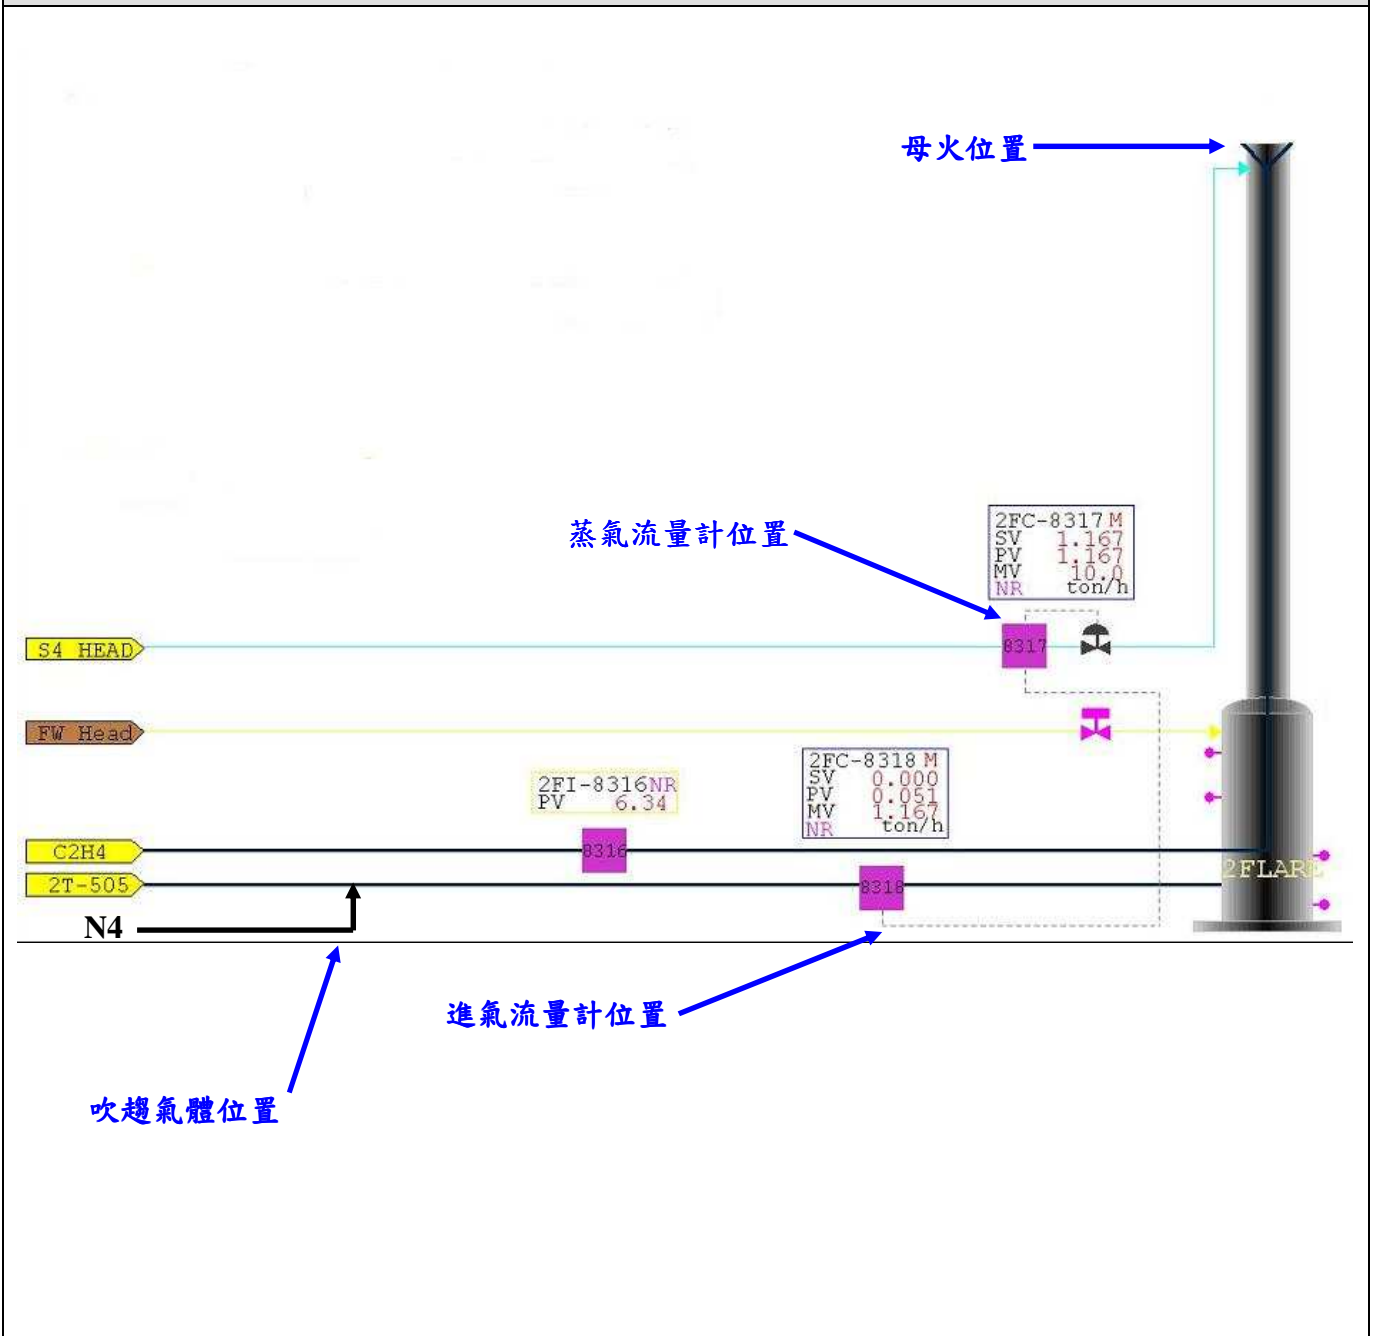 母火位置
蒸氣流量計位置
2FC-8317 M
SV 1.167
PV 1.167
MV 10.0
NR ton/h
S4 HEAD
8317
FW Head
2FI-8316 NR
PV 6.34
2FC-8318 M
SV 0.000
PV 0.051
MV 1.167
NR ton/h
C2H4
8316
2T-505
8318
2FLARE
N4
進氣流量計位置
吹趨氣體位置